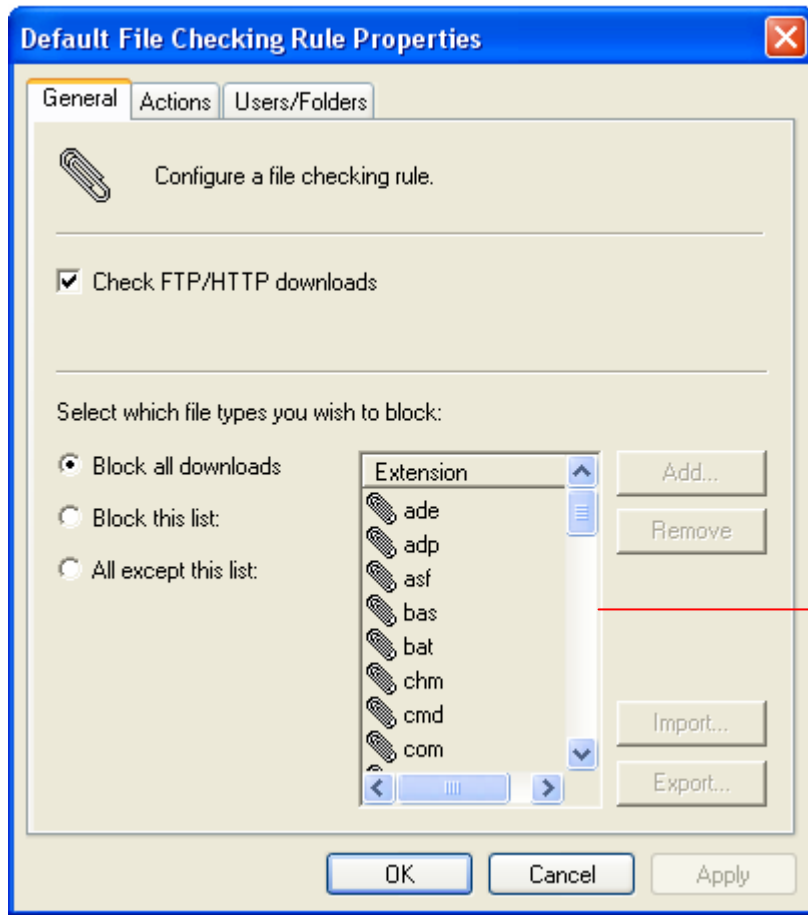 Default File Checking Rule Properties
General Actions Users/Folders
Configure a file checking rule.
Check FTP/HTTP downloads
Select which file types you wish to block:
Block all downloads
Block this list:
All except this list:
Extension
ade
adp
asf
bas
bat
chm
cmd
com
Add...
Remove
Import...
Export...
OK Cancel Apply